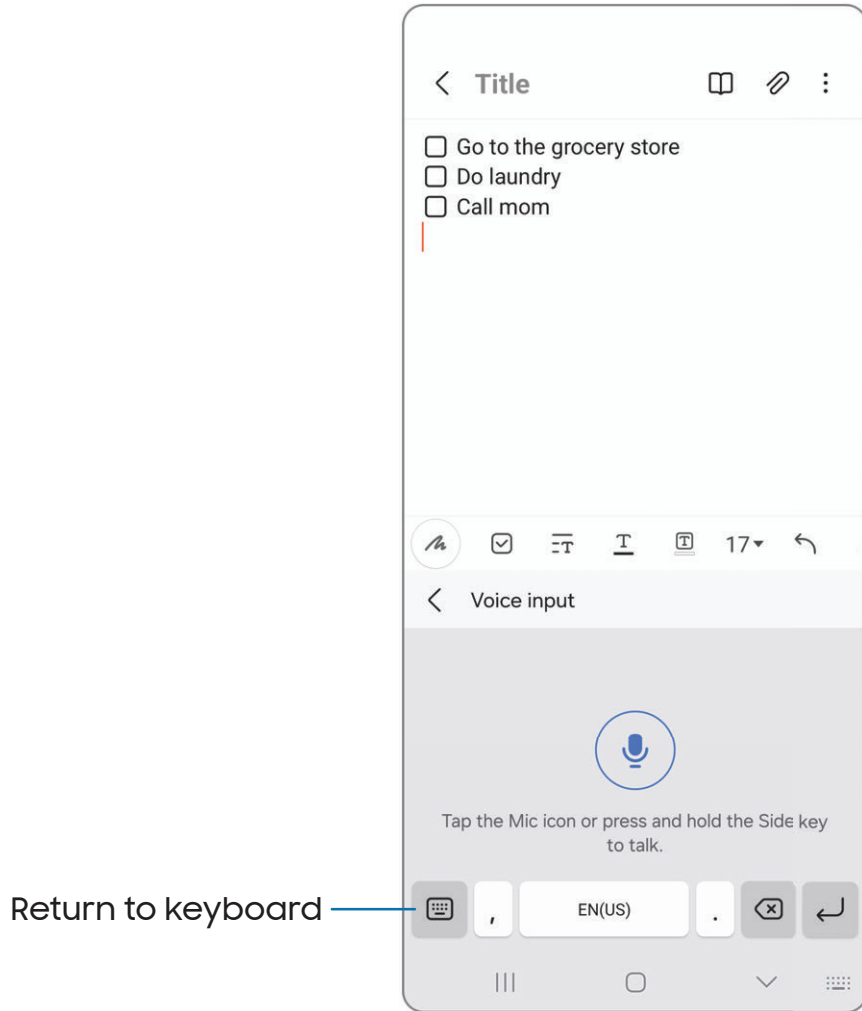 Title
Go to the grocery store
Do laundry
Call mom
17
Voice input
Tap the Mic icon or press and hold the Side key
to talk.
Return to keyboard
, EN(US) .